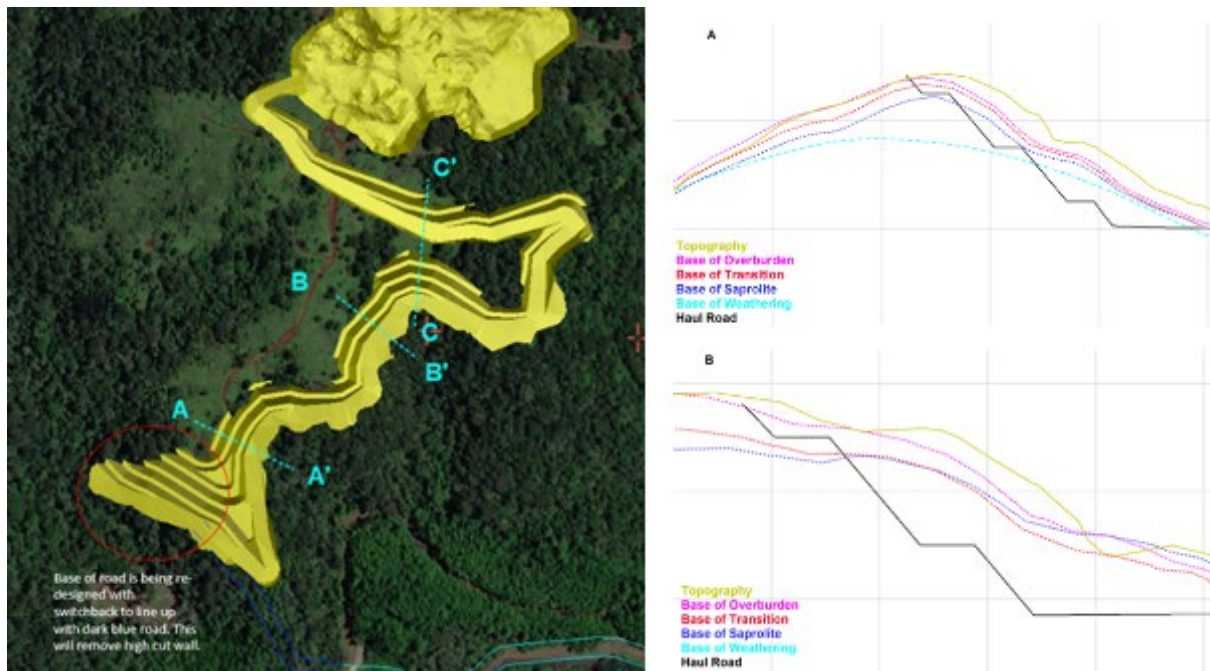 C'
B
C
B'
A
A'
Base of road is being re-
designed with
switchback to line up
with dark blue road. This
will remove high cut wall.
A
Topography
Base of Overburden
Base of Transition
Base of Saprolite
Base of Weathering
Haul Road
B
Topography
Base of Overburden
Base of Transition
Base of Saprolite
Base of Weathering
Haul Road